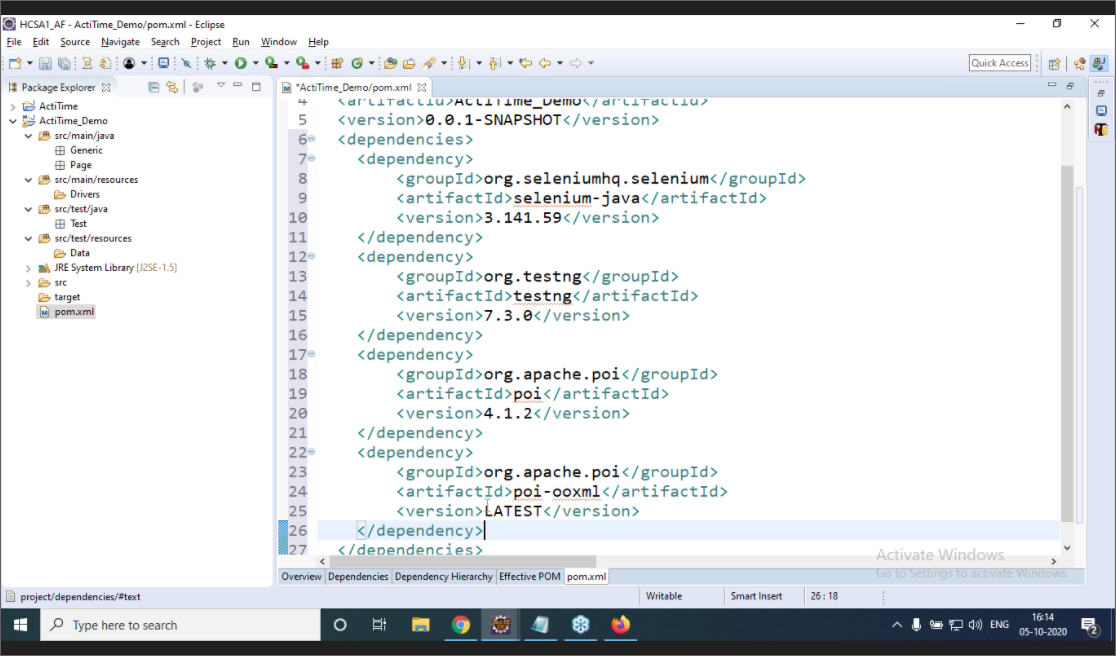 HCSA1_AF - ActiTime_Demo/pom.xml - Eclipse
File Edit Source Navigate Search Project Run Window Help
Quick Access
Package Explorer
*ActiTime_Demo/pom.xml
ActiTime
ActiTime_Demo
src/main/java
Generic
Page
src/main/resources
Drivers
src/test/java
Test
src/test/resources
Data
JRE System Library [J2SE-1.5]
src
target
pom.xml
4 <artifactId>ActiTime_Demo</artifactId>
5 <version>0.0.1-SNAPSHOT</version>
6 <dependencies>
7 <dependency>
8 <groupId>org.seleniumhq.selenium</groupId>
9 <artifactId>selenium-java</artifactId>
10 <version>3.141.59</version>
11 </dependency>
12 <dependency>
13 <groupId>org.testng</groupId>
14 <artifactId>testng</artifactId>
15 <version>7.3.0</version>
16 </dependency>
17 <dependency>
18 <groupId>org.apache.poi</groupId>
19 <artifactId>poi</artifactId>
20 <version>4.1.2</version>
21 </dependency>
22 <dependency>
23 <groupId>org.apache.poi</groupId>
24 <artifactId>poi-ooxml</artifactId>
25 <version>LATEST</version>
26 </dependency>
27 </dependencies>
Activate Windows
Go to Settings to activate Windows.
Overview Dependencies Dependency Hierarchy Effective POM pom.xml
project/dependencies/#text
Writable
Smart Insert
26 : 18
Type here to search
ENG
16:14
05-10-2020
2